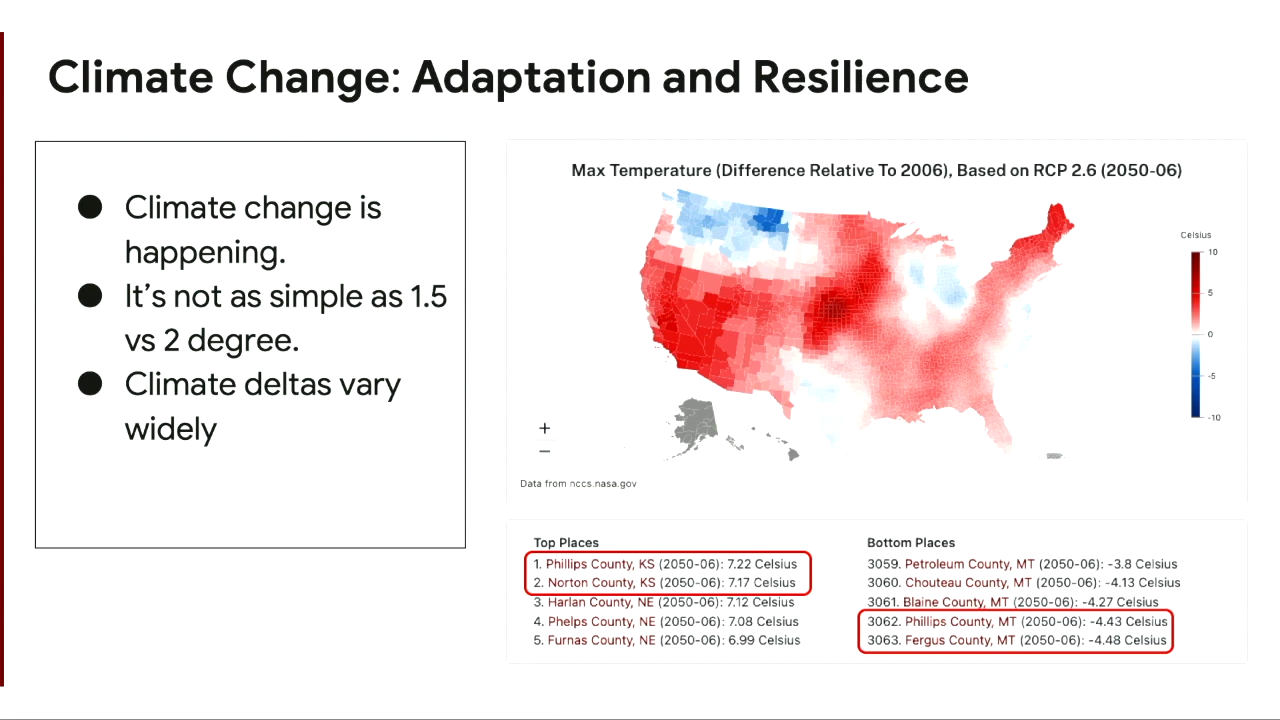 Climate Change: Adaptation and Resilience
● Climate change is
happening.
● It's not as simple as 1.5
vs 2 degree.
● Climate deltas vary
widely
Max Temperature (Difference Relative To 2006), Based on RCP 2.6 (2050-06)
Celsius
10
5
0
-5
-10
+
−
Data from nccs.nasa.gov
Top Places
1. Phillips County, KS (2050-06): 7.22 Celsius
2. Norton County, KS (2050-06): 7.17 Celsius
3. Harlan County, NE (2050-06): 7.12 Celsius
4. Phelps County, NE (2050-06): 7.08 Celsius
5. Furnas County, NE (2050-06): 6.99 Celsius
Bottom Places
3059. Petroleum County, MT (2050-06): -3.8 Celsius
3060. Chouteau County, MT (2050-06): -4.13 Celsius
3061. Blaine County, MT (2050-06): -4.27 Celsius
3062. Phillips County, MT (2050-06): -4.43 Celsius
3063. Fergus County, MT (2050-06): -4.48 Celsius